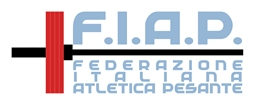 F.I.A.P.
FEDERAZIONE
ITALIANA
ATLETICA PESANTE